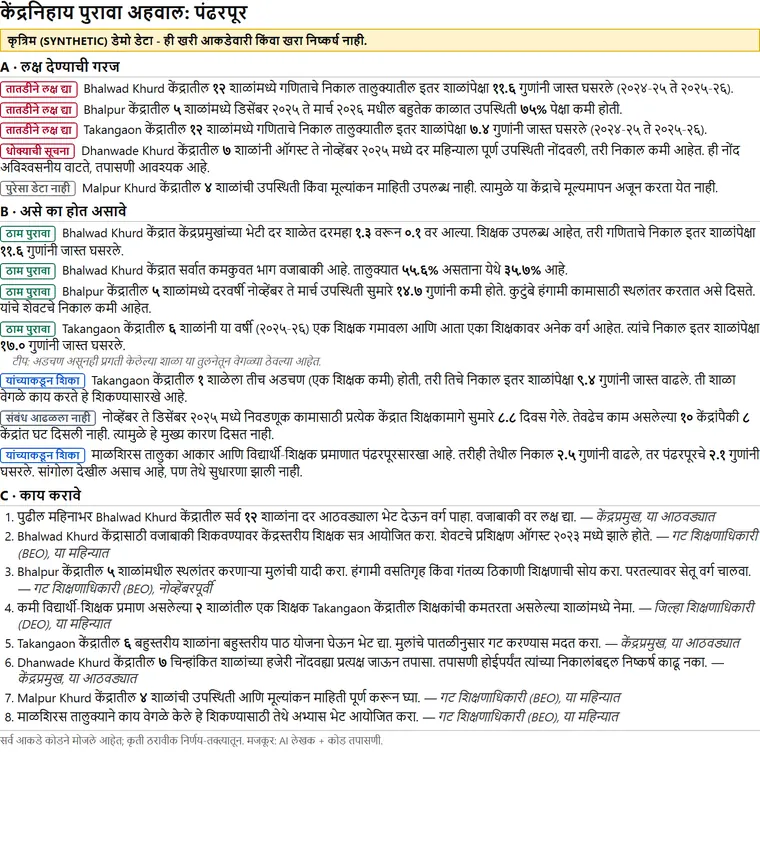 केंद्रनिहाय पुरावा अहवाल: पंढरपूर
कृत्रिम (SYNTHETIC) डेमो डेटा - ही खरी आकडेवारी किंवा खरा निष्कर्ष नाही.
A · लक्ष देण्याची गरज
तातडीने लक्ष द्या Bhalwad Khurd केंद्रातील १२ शाळांमध्ये गणिताचे निकाल तालुक्यातील इतर शाळांपेक्षा ११.६ गुणांनी जास्त घसरले (२०२४-२५ ते २०२५-२६).
तातडीने लक्ष द्या Bhalpur केंद्रातील ५ शाळांमध्ये डिसेंबर २०२५ ते मार्च २०२६ मधील बहुतेक काळात उपस्थिती ७५% पेक्षा कमी होती.
तातडीने लक्ष द्या Takangaon केंद्रातील १२ शाळांमध्ये गणिताचे निकाल तालुक्यातील इतर शाळांपेक्षा ७.४ गुणांनी जास्त घसरले (२०२४-२५ ते २०२५-२६).
धोक्याची सूचना Dhanwade Khurd केंद्रातील ७ शाळांनी ऑगस्ट ते नोव्हेंबर २०२५ मध्ये दर महिन्याला पूर्ण उपस्थिती नोंदवली, तरी निकाल कमी आहेत. ही नोंद
अविश्वसनीय वाटते, तपासणी आवश्यक आहे.
पुरेसा डेटा नाही Malpur Khurd केंद्रातील ४ शाळांची उपस्थिती किंवा मूल्यांकन माहिती उपलब्ध नाही. त्यामुळे या केंद्राचे मूल्यमापन अजून करता येत नाही.
B · असे का होत असावे
ठाम पुरावा Bhalwad Khurd केंद्रात केंद्रप्रमुखांच्या भेटी दर शाळेत दरमहा १.३ वरून ०.१ वर आल्या. शिक्षक उपलब्ध आहेत, तरी गणिताचे निकाल इतर शाळांपेक्षा
११.६ गुणांनी जास्त घसरले.
ठाम पुरावा Bhalwad Khurd केंद्रात सर्वात कमकुवत भाग वजाबाकी आहे. तालुक्यात ५५.६% असताना येथे ३५.७% आहे.
ठाम पुरावा Bhalpur केंद्रातील ५ शाळांमध्ये दरवर्षी नोव्हेंबर ते मार्च उपस्थिती सुमारे १४.७ गुणांनी कमी होते. कुटुंबे हंगामी कामासाठी स्थलांतर करतात असे दिसते.
यांचे शेवटचे निकाल कमी आहेत.
ठाम पुरावा Takangaon केंद्रातील ६ शाळांनी या वर्षी (२०२५-२६) एक शिक्षक गमावला आणि आता एका शिक्षकावर अनेक वर्ग आहेत. त्यांचे निकाल इतर शाळांपेक्षा
१७.० गुणांनी जास्त घसरले.
टीप: अडचण असूनही प्रगती केलेल्या शाळा या तुलनेतून वेगळ्या ठेवल्या आहेत.
यांच्याकडून शिका Takangaon केंद्रातील १ शाळेला तीच अडचण (एक शिक्षक कमी) होती, तरी तिचे निकाल इतर शाळांपेक्षा ९.४ गुणांनी जास्त वाढले. ती शाळा
वेगळे काय करते हे शिकण्यासारखे आहे.
संबंध आढळला नाही नोव्हेंबर ते डिसेंबर २०२५ मध्ये निवडणूक कामासाठी प्रत्येक केंद्रात शिक्षकामागे सुमारे ८.८ दिवस गेले. तेवढेच काम असलेल्या १० केंद्रांपैकी ८
केंद्रांत घट दिसली नाही. त्यामुळे हे मुख्य कारण दिसत नाही.
यांच्याकडून शिका माळशिरस तालुका आकार आणि विद्यार्थी-शिक्षक प्रमाणात पंढरपूरसारखा आहे. तरीही तेथील निकाल २.५ गुणांनी वाढले, तर पंढरपूरचे २.१ गुणांनी
घसरले. सांगोला देखील असाच आहे, पण तेथे सुधारणा झाली नाही.
C · काय करावे
1. पुढील महिनाभर Bhalwad Khurd केंद्रातील सर्व १२ शाळांना दर आठवड्याला भेट देऊन वर्ग पाहा. वजाबाकी वर लक्ष द्या. — केंद्रप्रमुख, या आठवड्यात
2. Bhalwad Khurd केंद्रासाठी वजाबाकी शिकवण्यावर केंद्रस्तरीय शिक्षक सत्र आयोजित करा. शेवटचे प्रशिक्षण ऑगस्ट २०२३ मध्ये झाले होते. — गट शिक्षणाधिकारी
(BEO), या महिन्यात
3. Bhalpur केंद्रातील ५ शाळांमधील स्थलांतर करणाऱ्या मुलांची यादी करा. हंगामी वसतिगृह किंवा गंतव्य ठिकाणी शिक्षणाची सोय करा. परतल्यावर सेतू वर्ग चालवा.
— गट शिक्षणाधिकारी (BEO), नोव्हेंबरपूर्वी
4. कमी विद्यार्थी-शिक्षक प्रमाण असलेल्या २ शाळांतील एक शिक्षक Takangaon केंद्रातील शिक्षकांची कमतरता असलेल्या शाळांमध्ये नेमा. — जिल्हा शिक्षणाधिकारी
(DEO), या महिन्यात
5. Takangaon केंद्रातील ६ बहुस्तरीय शाळांना बहुस्तरीय पाठ योजना घेऊन भेट द्या. मुलांचे पातळीनुसार गट करण्यास मदत करा. — केंद्रप्रमुख, या आठवड्यात
6. Dhanwade Khurd केंद्रातील ७ चिन्हांकित शाळांच्या हजेरी नोंदवह्या प्रत्यक्ष जाऊन तपासा. तपासणी होईपर्यंत त्यांच्या निकालांबद्दल निष्कर्ष काढू नका. —
केंद्रप्रमुख, या आठवड्यात
7. Malpur Khurd केंद्रातील ४ शाळांची उपस्थिती आणि मूल्यांकन माहिती पूर्ण करून घ्या. — गट शिक्षणाधिकारी (BEO), या महिन्यात
8. माळशिरस तालुक्याने काय वेगळे केले हे शिकण्यासाठी तेथे अभ्यास भेट आयोजित करा. — गट शिक्षणाधिकारी (BEO), या महिन्यात
सर्व आकडे कोडने मोजले आहेत; कृती ठरावीक निर्णय-तक्त्यातून. मजकूर: AI लेखक + कोड तपासणी.